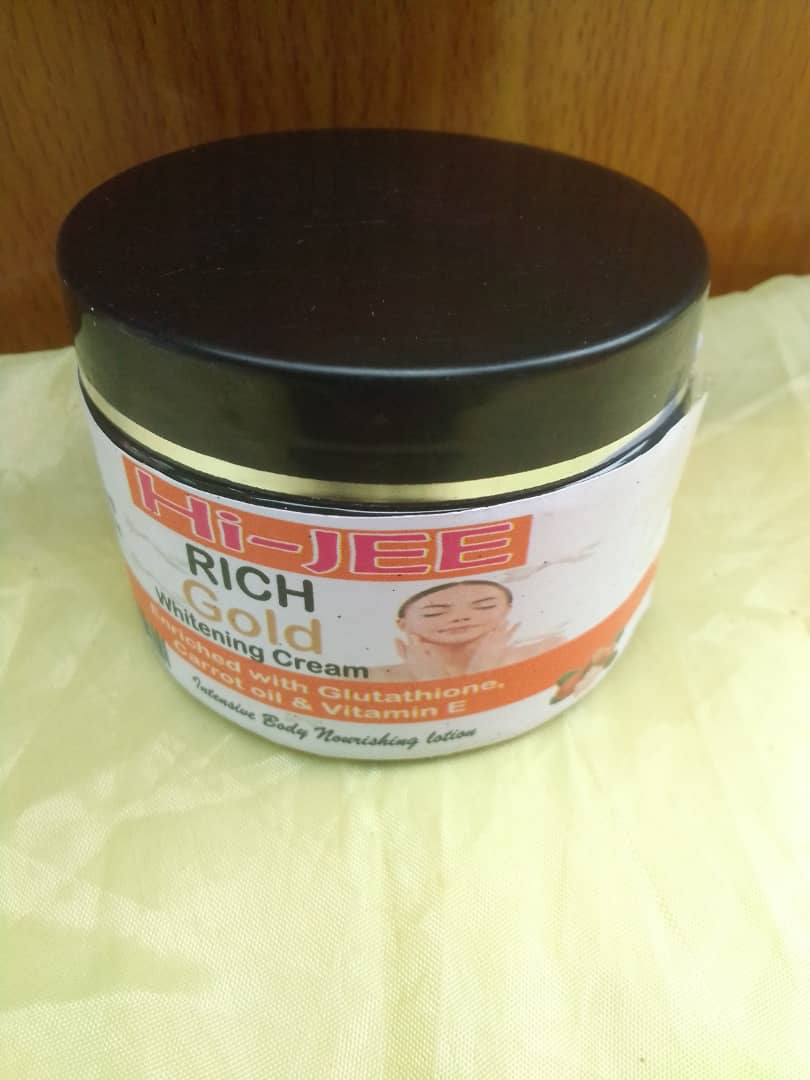 Hi-JEE
RICH
Gold
Whitening Cream
Enriched with Glutathione,
Carrot oil & Vitamin E
Intensive Body Nourishing lotion